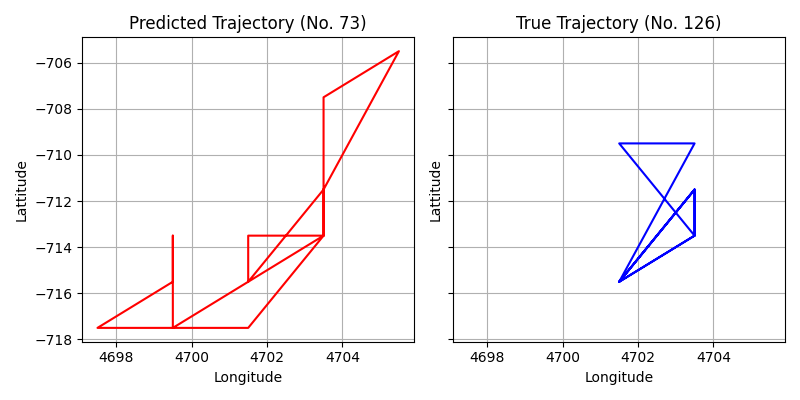 Predicted Trajectory (No. 73)
True Trajectory (No. 126)
−706
−708
−710
−712
−714
−716
−718
Lattitude
Lattitude
4698 4700 4702 4704
4698 4700 4702 4704
Longitude
Longitude